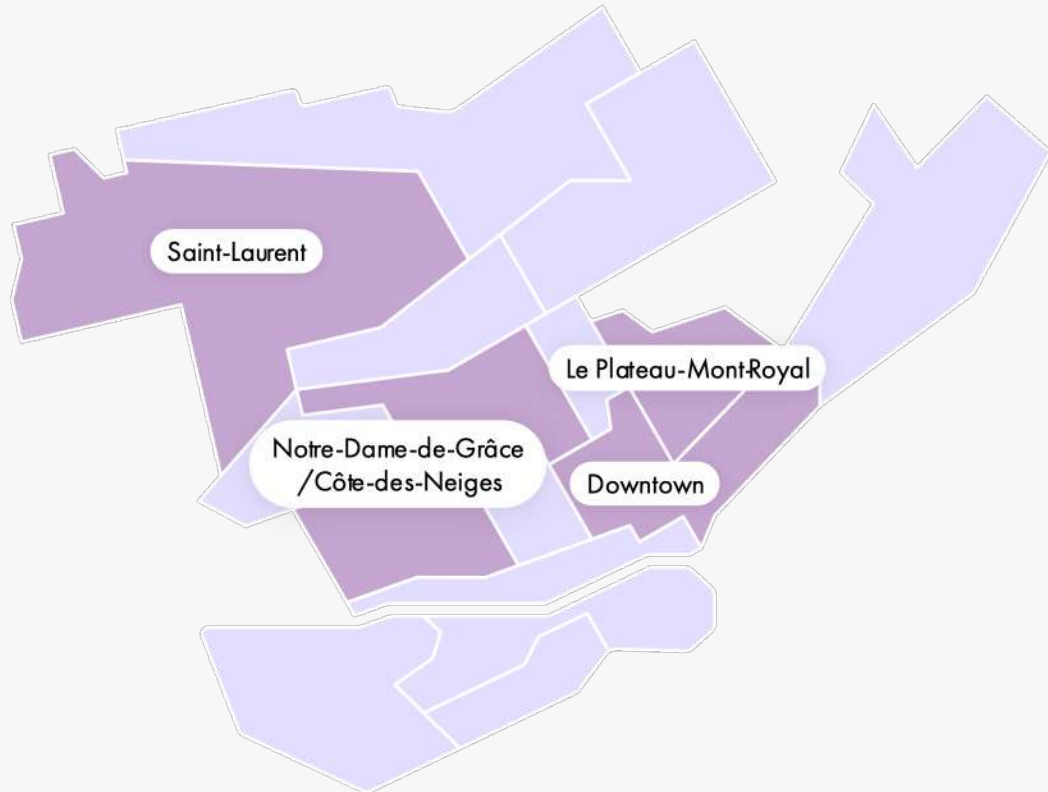 Saint-Laurent
Le Plateau-Mont-Royal
Notre-Dame-de-Grâce
/Côte-des-Neiges
Downtown